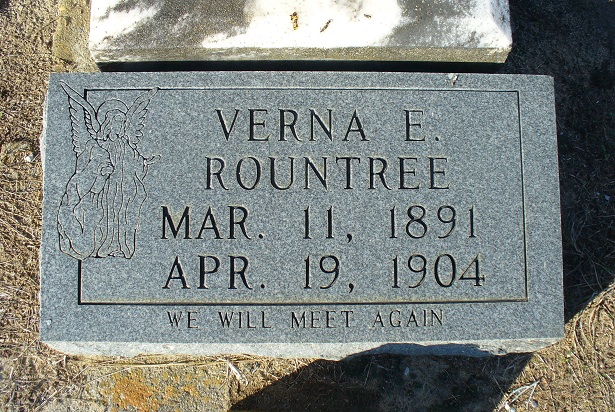 VERNA E.
ROUNTREE
MAR. 11, 1891
APR. 19, 1904
WE WILL MEET AGAIN